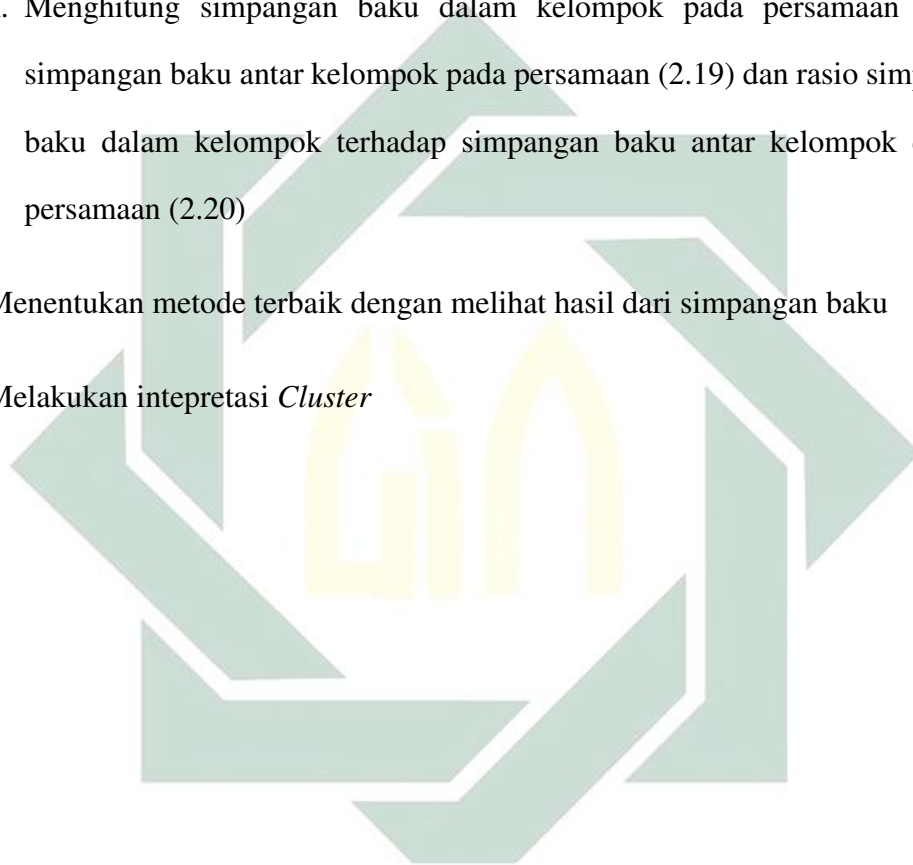 . Menghitung simpangan baku dalam kelompok pada persamaan
simpangan baku antar kelompok pada persamaan (2.19) dan rasio
baku dalam kelompok terhadap simpangan baku antar kelompok
persamaan (2.20)
Menentukan metode terbaik dengan melihat hasil dari simpangan baku
Melakukan intepretasi Cluster